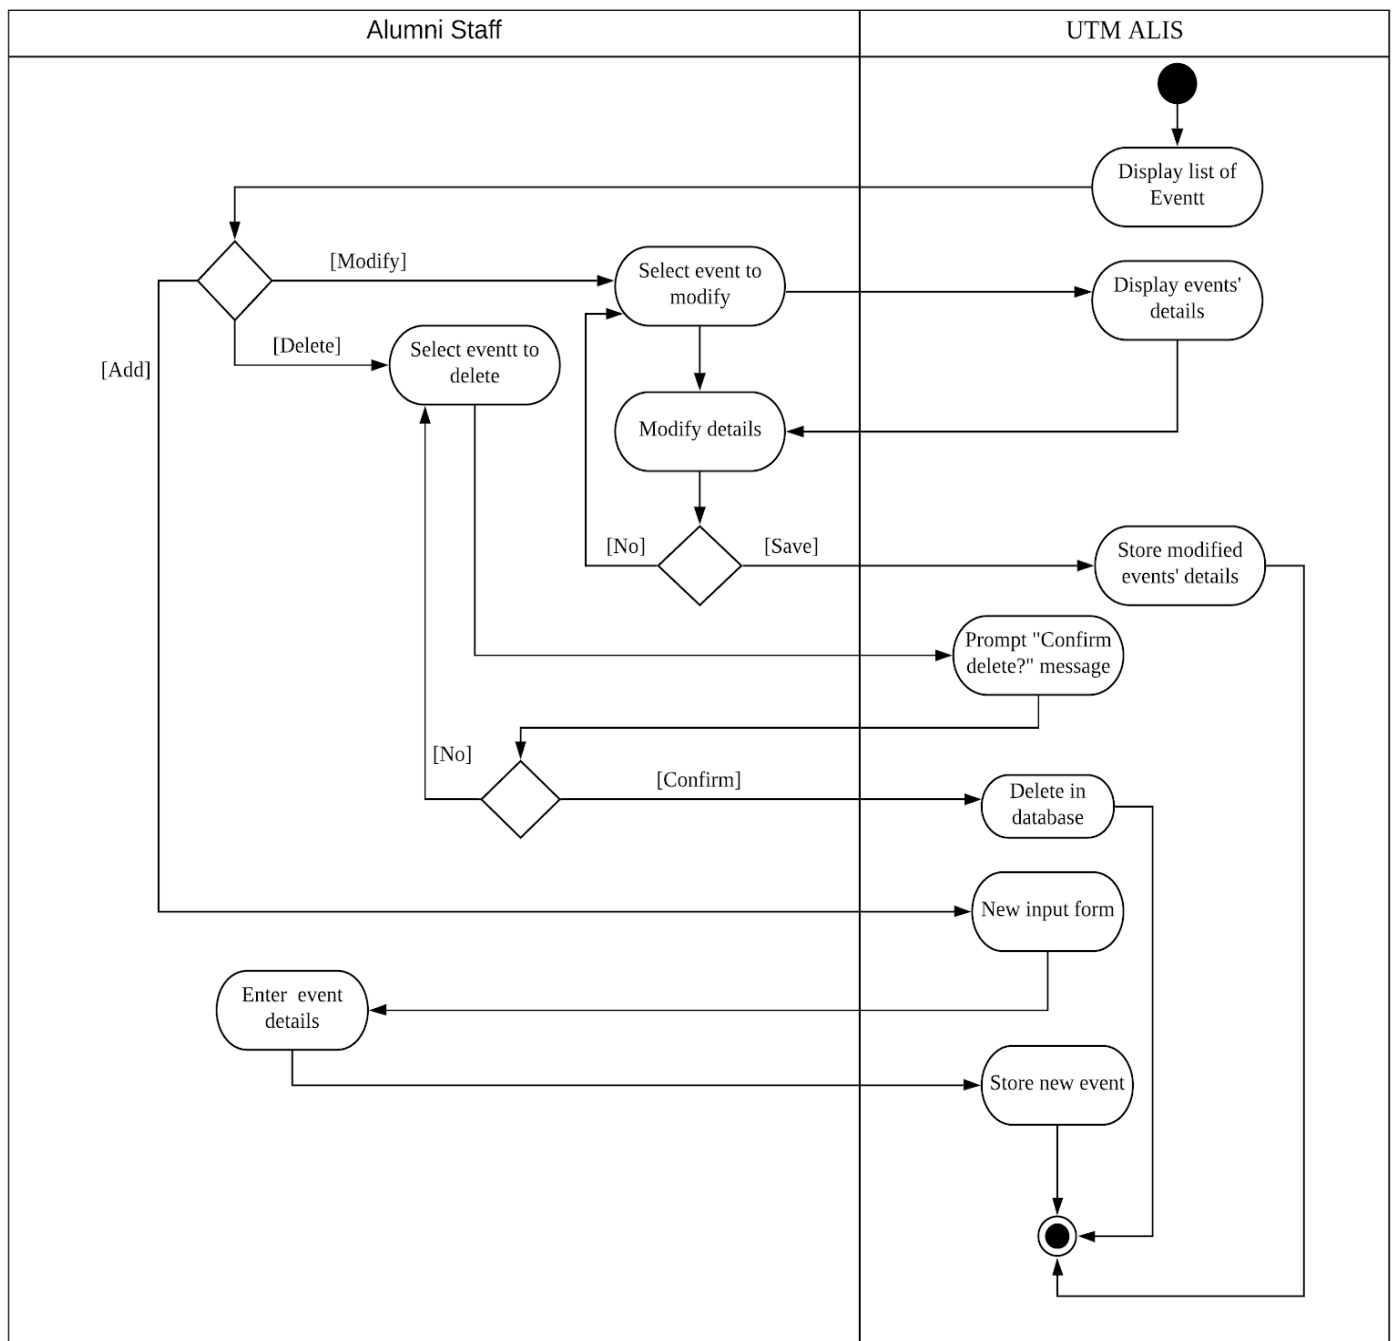 Alumni Staff
UTM ALIS
Display list of
Eventt
[Modify]
Select event to
modify
Display events'
details
[Delete]
Select eventt to
delete
[Add]
Modify details
[No]
[Save]
Store modified
events' details
Prompt "Confirm
delete?" message
[No]
[Confirm]
Delete in
database
New input form
Enter  event
details
Store new event